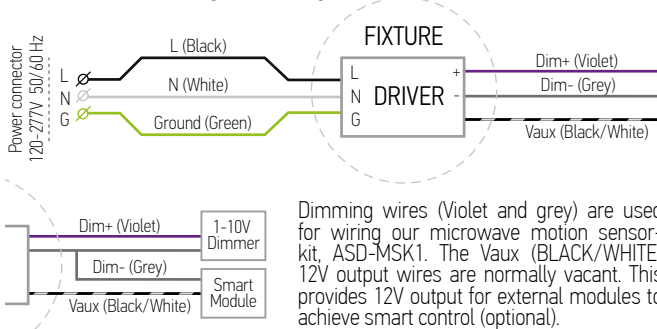 Power connector
120-277V 50/60 Hz
L
N
G
L (Black)
N (White)
Ground (Green)
FIXTURE
L
N
G
DRIVER
+
-
Dim+ (Violet)
Dim- (Grey)
Vaux (Black/White)
Dim+ (Violet)
Dim- (Grey)
Vaux (Black/White)
1-10V
Dimmer
Smart
Module
Dimming wires (Violet and grey) are used
for wiring our microwave motion sensor-
kit, ASD-MSK1. The Vaux (BLACK/WHITE)
12V output wires are normally vacant. This
provides 12V output for external modules to
achieve smart control (optional).